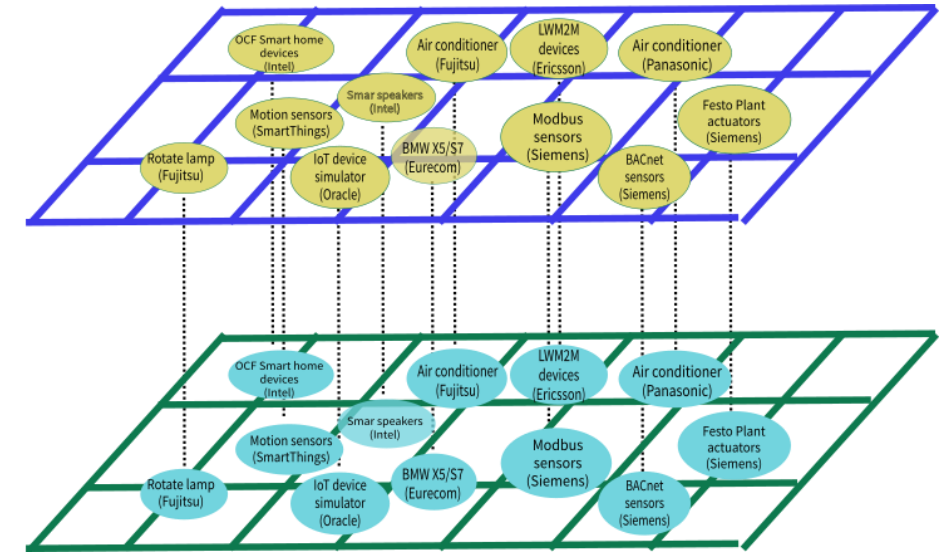 OCF Smart home
devices
(Intel)
Air conditioner
(Fujitsu)
LWM2M
devices
(Ericsson)
Air conditioner
(Panasonic)
Smar speakers
(Intel)
Motion sensors
(SmartThings)
Modbus
sensors
(Siemens)
Festo Plant
actuators
(Siemens)
Rotate lamp
(Fujitsu)
IoT device
simulator
(Oracle)
BMW X5/S7
(Eurecom)
BACnet
sensors
(Siemens)
OCF Smart home
devices
(Intel)
Air conditioner
(Fujitsu)
LWM2M
devices
(Ericsson)
Air conditioner
(Panasonic)
Smar speakers
(Intel)
Motion sensors
(SmartThings)
Modbus
sensors
(Siemens)
Festo Plant
actuators
(Siemens)
Rotate lamp
(Fujitsu)
IoT device
simulator
(Oracle)
BMW X5/S7
(Eurecom)
BACnet
sensors
(Siemens)